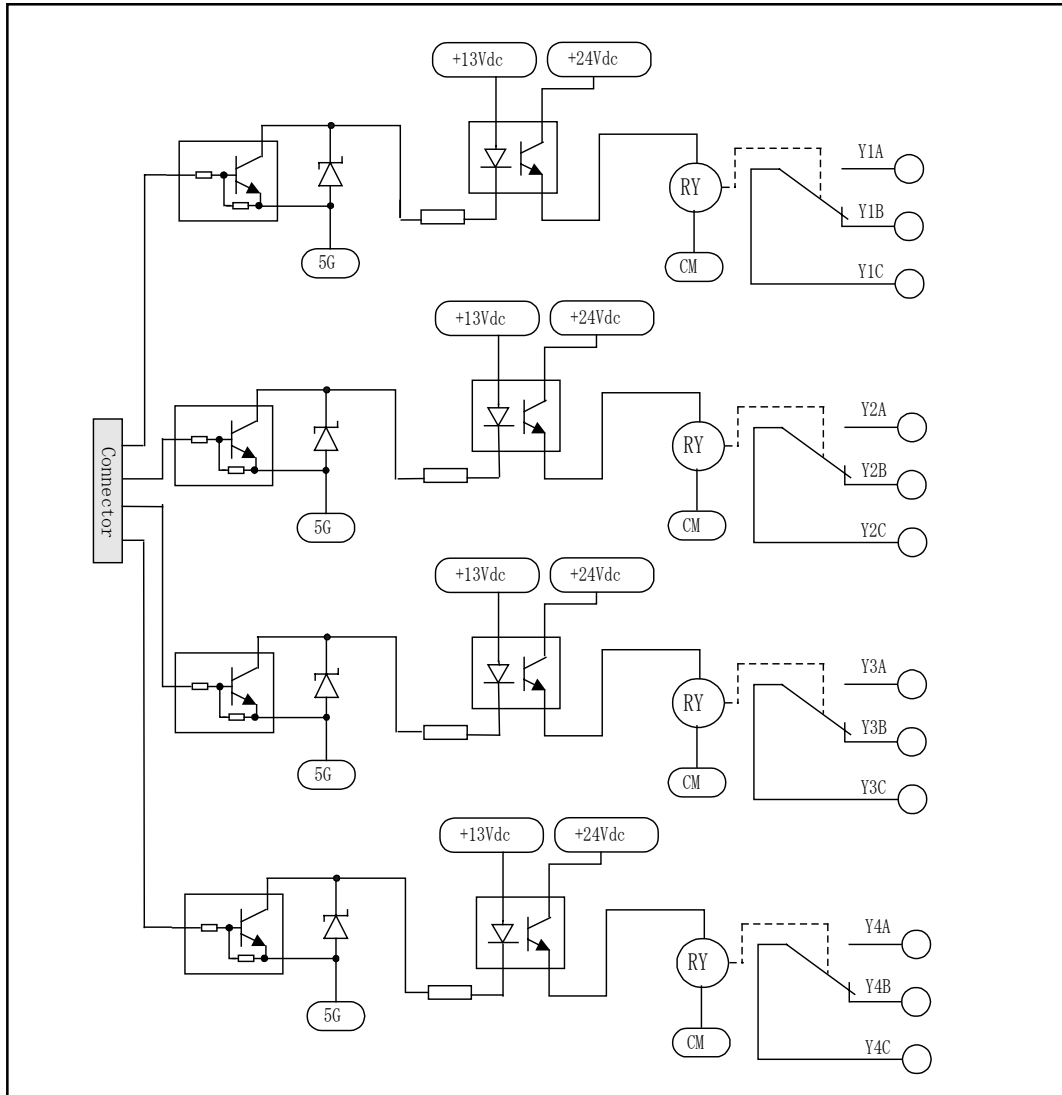 +13Vdc +24Vdc
Y1A
RY
Y1B
5G
CM
Y1C
+13Vdc +24Vdc
Y2A
RY
Connector
Y2B
5G
CM
Y2C
+13Vdc +24Vdc
Y3A
RY
Y3B
5G
CM
Y3C
+13Vdc +24Vdc
Y4A
RY
Y4B
5G
CM
Y4C